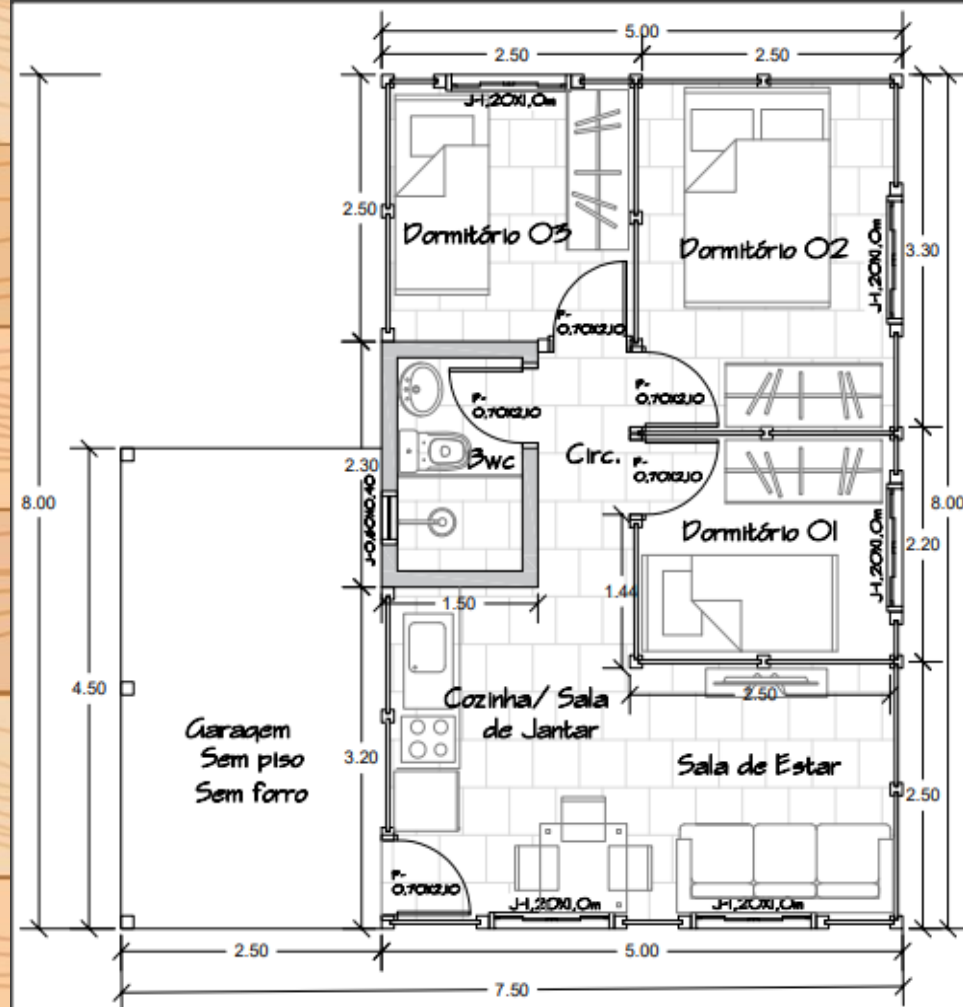 5.00
2.50
2.50
J-1,20X1,0m
8.00
2.50
Dormitório 03
Dormitório 02
J-1,20X1,0m
3.30
P-
0,70X2,10
P-
0,70X2,10
P-
0,70X2,10
2.30
Bwc
Circ.
P-
0,70X2,10
J-0,60X0,40
8.00
Dormitório 01
J-1,20X1,0m
2.20
1.50
1.44
4.50
Cozinha/ Sala
de Jantar
2.50
Garagem
Sem piso
Sem forro
3.20
Sala de Estar
2.50
P-
0,70X2,10
J-1,20X1,0m
J-1,20X1,0m
2.50
5.00
7.50